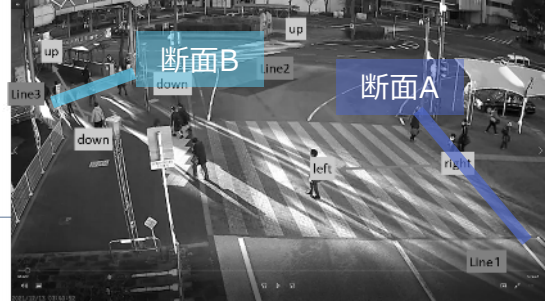 up
up
断面B
Line2
断面A
Line3
down
down
left
right
Line1